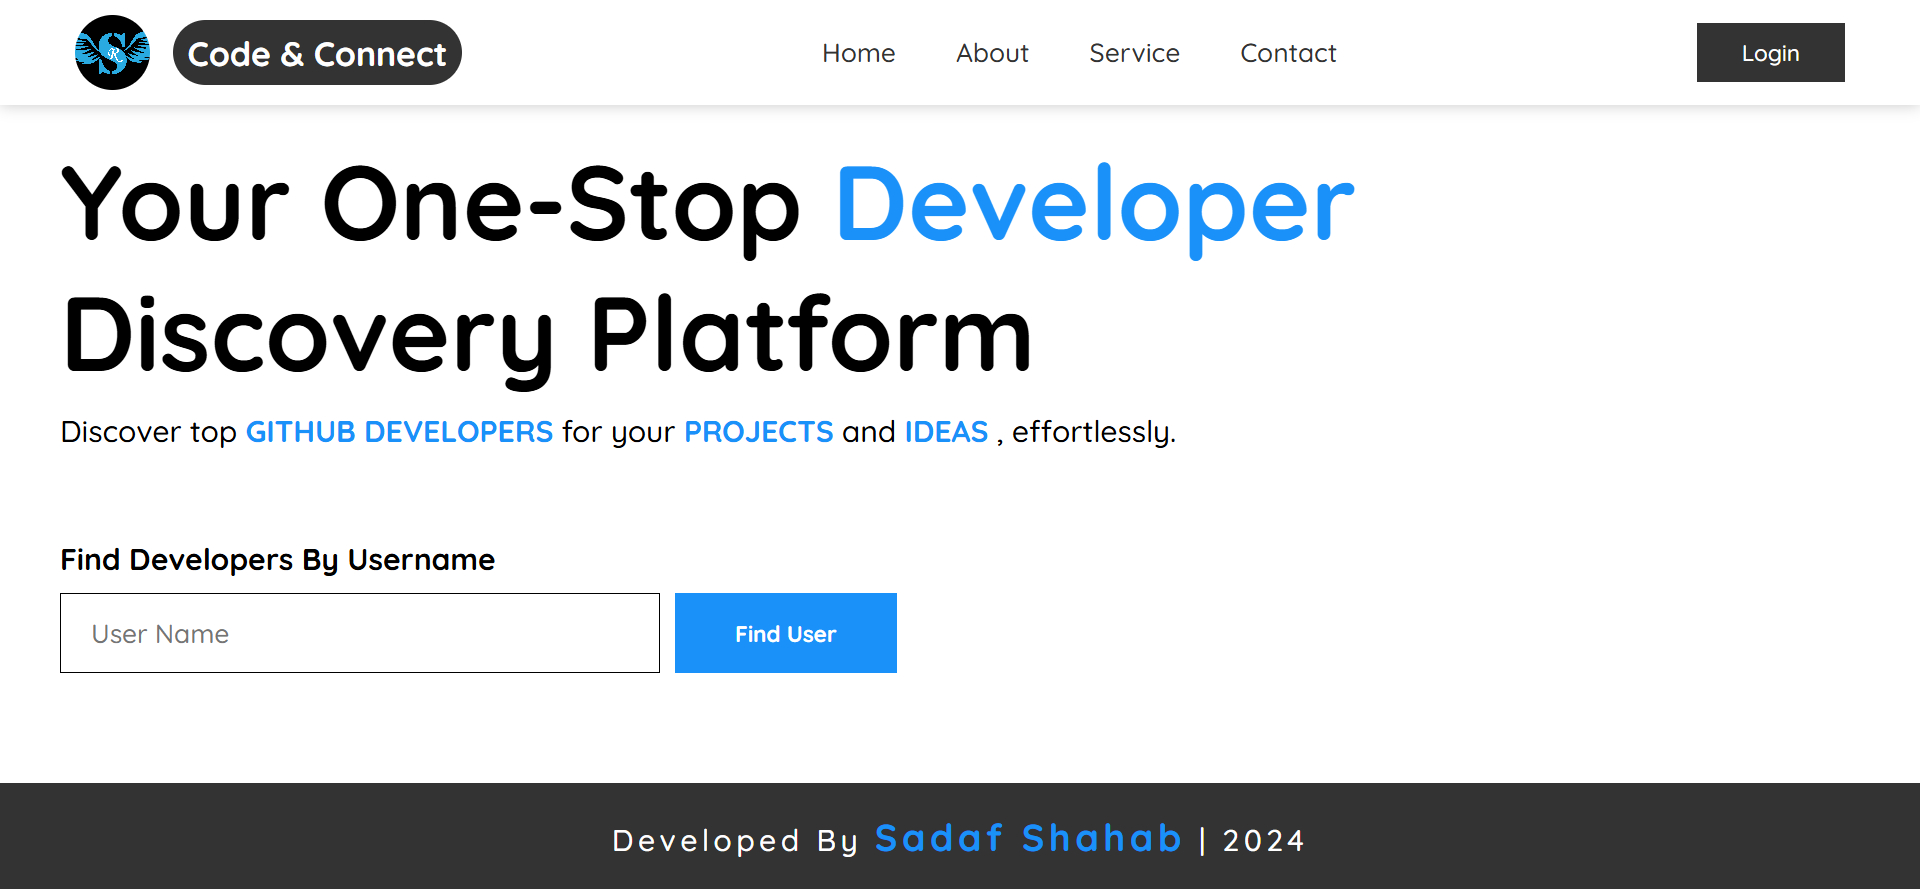 SR
Code & Connect
Home About Service Contact
Login
Your One-Stop Developer
Discovery Platform
Discover top GITHUB DEVELOPERS for your PROJECTS and IDEAS , effortlessly.
Find Developers By Username
User Name
Find User
Developed By Sadaf Shahab | 2024